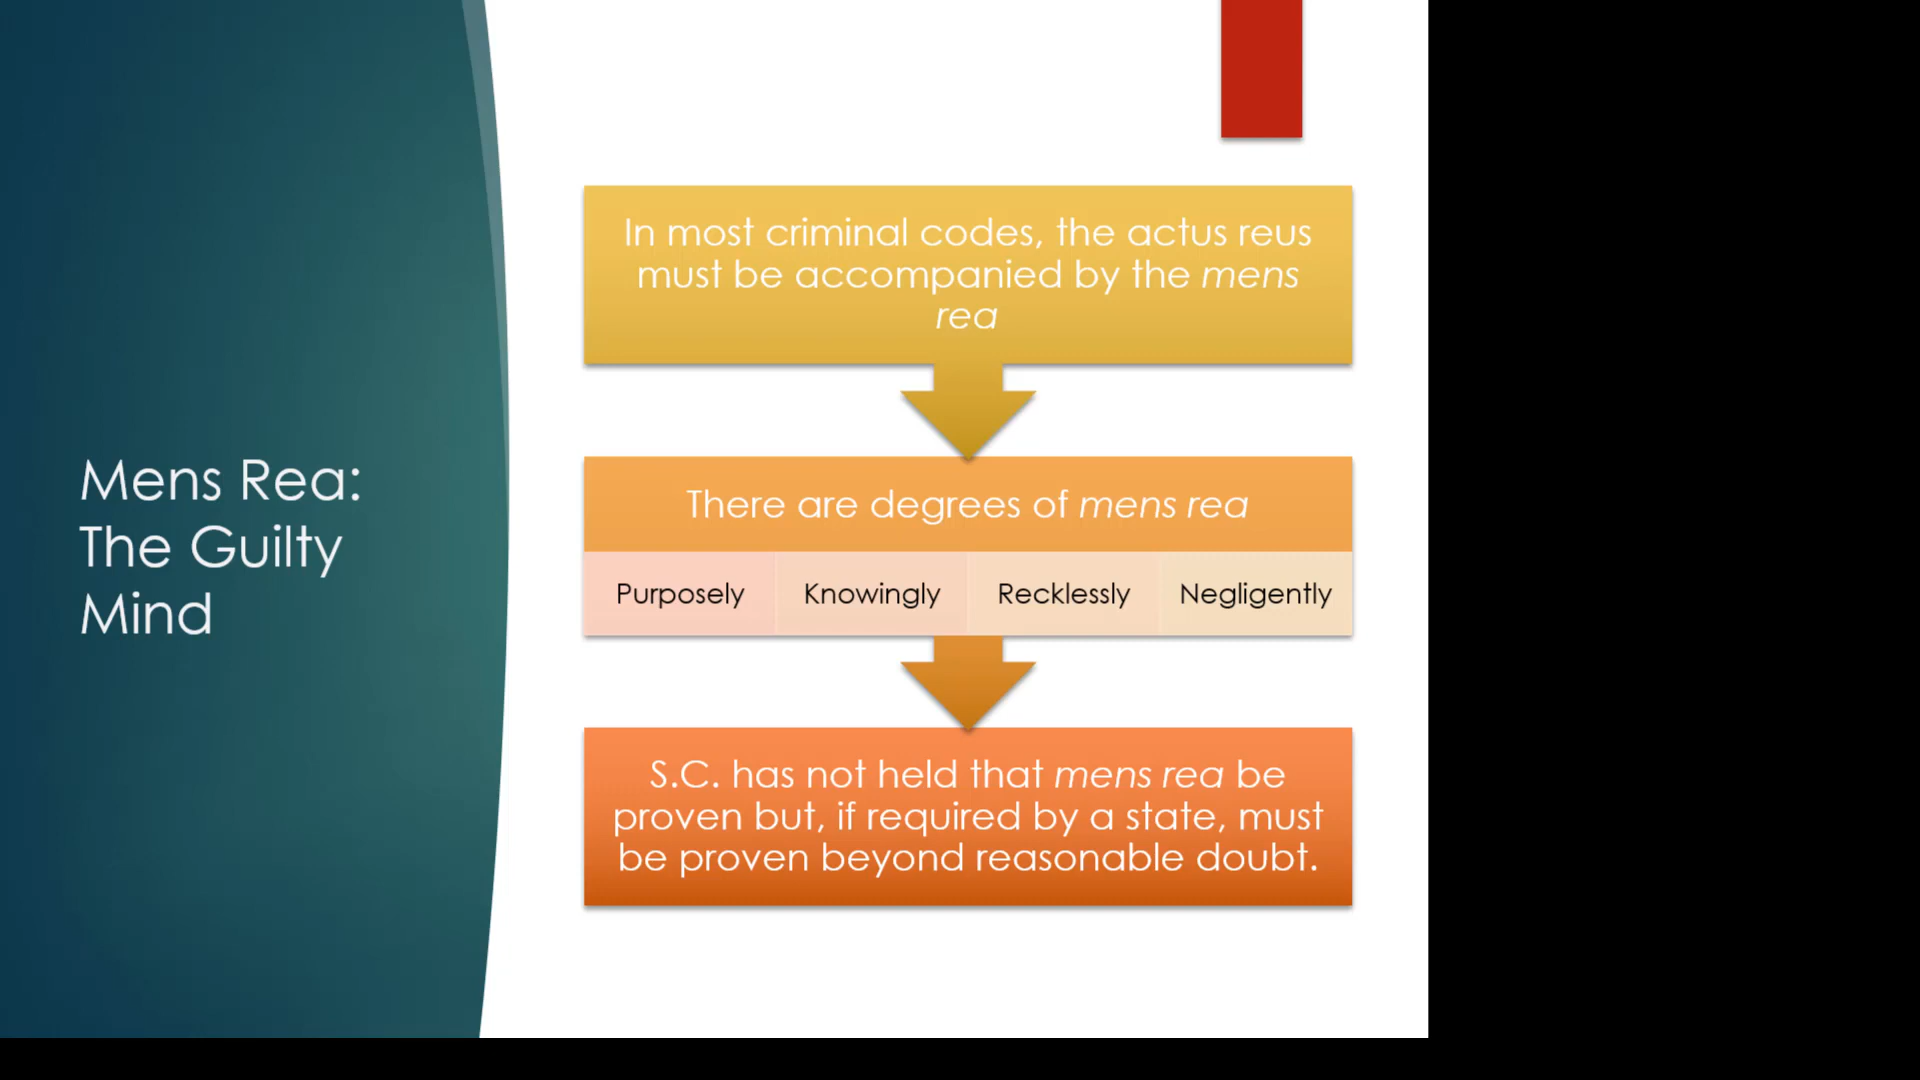 Mens Rea:
The Guilty
Mind
In most criminal codes, the actus reus
must be accompanied by the mens
rea
There are degrees of mens rea
Purposely Knowingly Recklessly Negligently
S.C. has not held that mens rea be
proven but, if required by a state, must
be proven beyond reasonable doubt.